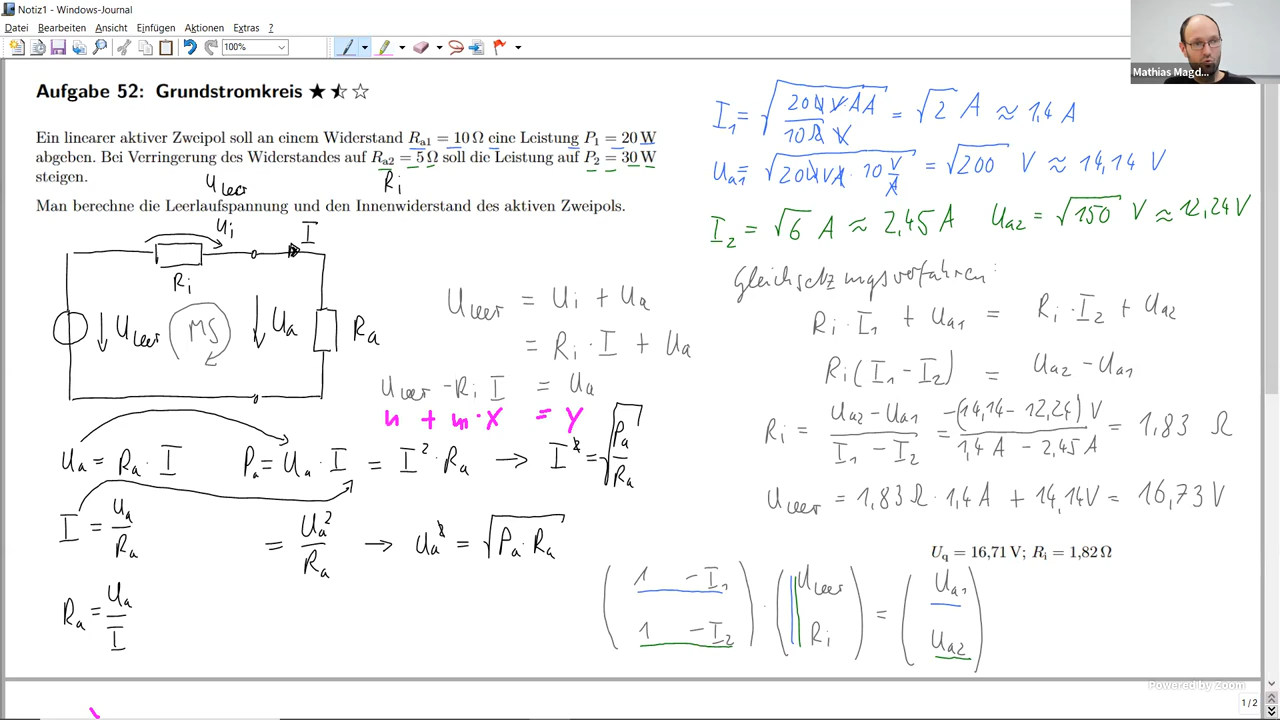 Notiz1 - Windows-Journal
Datei Bearbeiten Ansicht Einfügen Aktionen Extras ?
100%
Mathias Magd...
Aufgabe 52: Grundstromkreis ★⯪☆
Ein linearer aktiver Zweipol soll an einem Widerstand Ra1 = 10 Ω eine Leistung P1 = 20 W
abgeben. Bei Verringerung des Widerstandes auf Ra2 = 5 Ω soll die Leistung auf P2 = 30 W
steigen.
Uleer Ri
Man berechne die Leerlaufspannung und den Innenwiderstand des aktiven Zweipols.
Ui I
Ri
Uleer MS Ua Ra
Uleer = Ui + Ua
= Ri · I + Ua
Uleer - Ri I = Ua
n + m · x = y
Ua = Ra · I Pa = Ua · I = I² · Ra → I = √(Pa/Ra)
I = Ua/Ra = Ua²/Ra → Ua = √(Pa · Ra)
Ra = Ua/I
I1 = √(20 W V A A / 10 Ω V) = √2 A ≈ 1,4 A
Ua1 = √(20 W V A · 10 V/A) = √200 V ≈ 14,14 V
I2 = √6 A ≈ 2,45 A Ua2 = √150 V ≈ 12,24 V
Gleichsetzungsverfahren:
Ri · I1 + Ua1 = Ri · I2 + Ua2
Ri (I1 - I2) = Ua2 - Ua1
Ri = (Ua2 - Ua1)/(I1 - I2) = -(14,14 - 12,24) V/(1,4 A - 2,45 A) = 1,83 Ω
Uleer = 1,83 Ω · 1,4 A + 14,14 V = 16,73 V
Uq = 16,71 V; Ri = 1,82 Ω
(1 -I1) · (Uleer) = (Ua1)
(1 -I2) (Ri) (Ua2)
Powered by Zoom
1/2